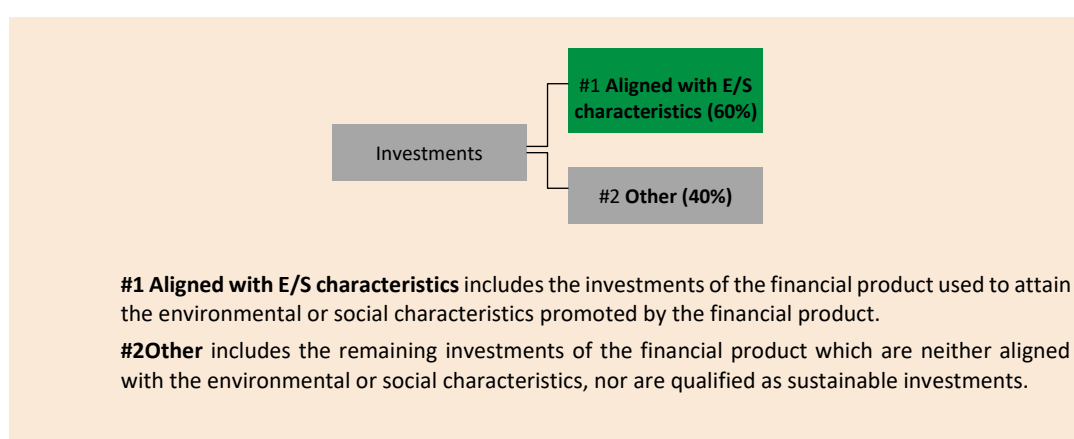 #1 Aligned with E/S
characteristics (60%)
Investments
#2 Other (40%)
#1 Aligned with E/S characteristics includes the investments of the financial product used to attain
the environmental or social characteristics promoted by the financial product.
#2Other includes the remaining investments of the financial product which are neither aligned
with the environmental or social characteristics, nor are qualified as sustainable investments.